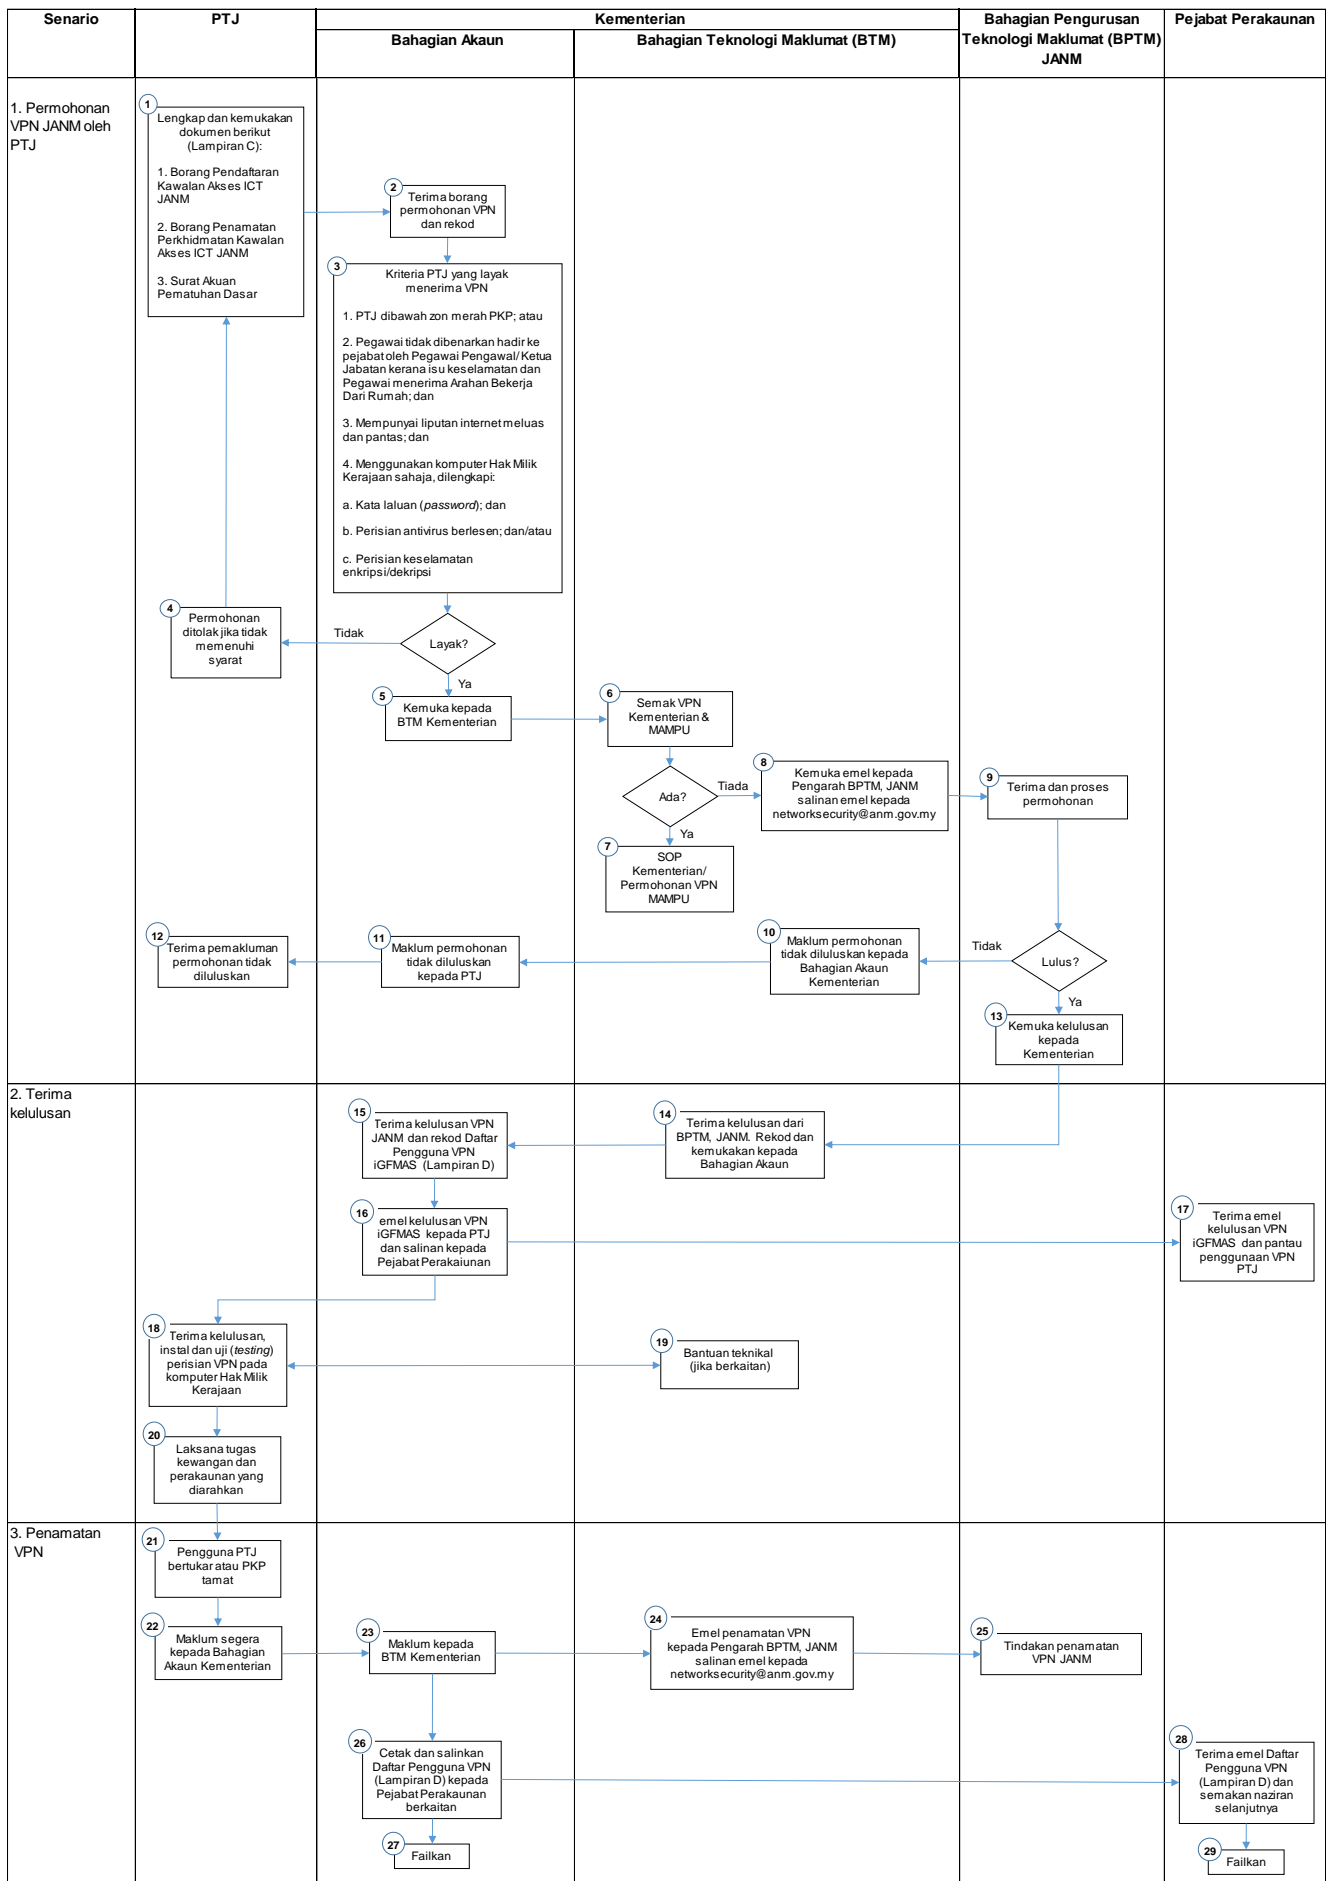 Senario
PTJ
Kementerian
Bahagian Akaun
Bahagian Teknologi Maklumat (BTM)
Bahagian Pengurusan
Teknologi Maklumat (BPTM)
JANM
Pejabat Perakaunan
1. Permohonan
VPN JANM oleh
PTJ
1
Lengkap dan kemukakan
dokumen berikut
(Lampiran C):
1. Borang Pendaftaran
Kawalan Akses ICT
JANM
2. Borang Penamatan
Perkhidmatan Kawalan
Akses ICT JANM
3. Surat Akuan
Pematuhan Dasar
2
Terima borang
permohonan VPN
dan rekod
3
Kriteria PTJ yang layak
menerima VPN
1. PTJ dibawah zon merah PKP; atau
2. Pegawai tidak dibenarkan hadir ke
pejabat oleh Pegawai Pengawal/ Ketua
Jabatan kerana isu keselamatan dan
Pegawai menerima Arahan Bekerja
Dari Rumah; dan
3. Mempunyai liputan internet meluas
dan pantas; dan
4. Menggunakan komputer Hak Milik
Kerajaan sahaja, dilengkapi:
a. Kata laluan (password); dan
b. Perisian antivirus berlesen; dan/atau
c. Perisian keselamatan
enkripsi/dekripsi
4
Permohonan
ditolak jika tidak
memenuhi
syarat
Tidak
Layak?
Ya
5
Kemuka kepada
BTM Kementerian
6
Semak VPN
Kementerian &
MAMPU
Ada?
Tiada
Ya
7
SOP
Kementerian/
Permohonan VPN
MAMPU
8
Kemuka emel kepada
Pengarah BPTM, JANM
salinan emel kepada
networksecurity@anm.gov.my
9
Terima dan proses
permohonan
Lulus?
Tidak
Ya
10
Maklum permohonan
tidak diluluskan kepada
Bahagian Akaun
Kementerian
11
Maklum permohonan
tidak diluluskan
kepada PTJ
12
Terima pemakluman
permohonan tidak
diluluskan
13
Kemuka kelulusan
kepada
Kementerian
2. Terima
kelulusan
14
Terima kelulusan dari
BPTM, JANM. Rekod dan
kemukakan kepada
Bahagian Akaun
15
Terima kelulusan VPN
JANM dan rekod Daftar
Pengguna VPN
iGFMAS (Lampiran D)
16
emel kelulusan VPN
iGFMAS kepada PTJ
dan salinan kepada
Pejabat Perakaiunan
17
Terima emel
kelulusan VPN
iGFMAS dan pantau
penggunaan VPN
PTJ
18
Terima kelulusan,
instal dan uji (testing)
perisian VPN pada
komputer Hak Milik
Kerajaan
19
Bantuan teknikal
(jika berkaitan)
20
Laksana tugas
kewangan dan
perakaunan yang
diarahkan
3. Penamatan
VPN
21
Pengguna PTJ
bertukar atau PKP
tamat
22
Maklum segera
kepada Bahagian
Akaun Kementerian
23
Maklum kepada
BTM Kementerian
24
Emel penamatan VPN
kepada Pengarah BPTM, JANM
salinan emel kepada
networksecurity@anm.gov.my
25
Tindakan penamatan
VPN JANM
26
Cetak dan salinkan
Daftar Pengguna VPN
(Lampiran D) kepada
Pejabat Perakaunan
berkaitan
27
Failkan
28
Terima emel Daftar
Pengguna VPN
(Lampiran D) dan
semakan naziran
selanjutnya
29
Failkan